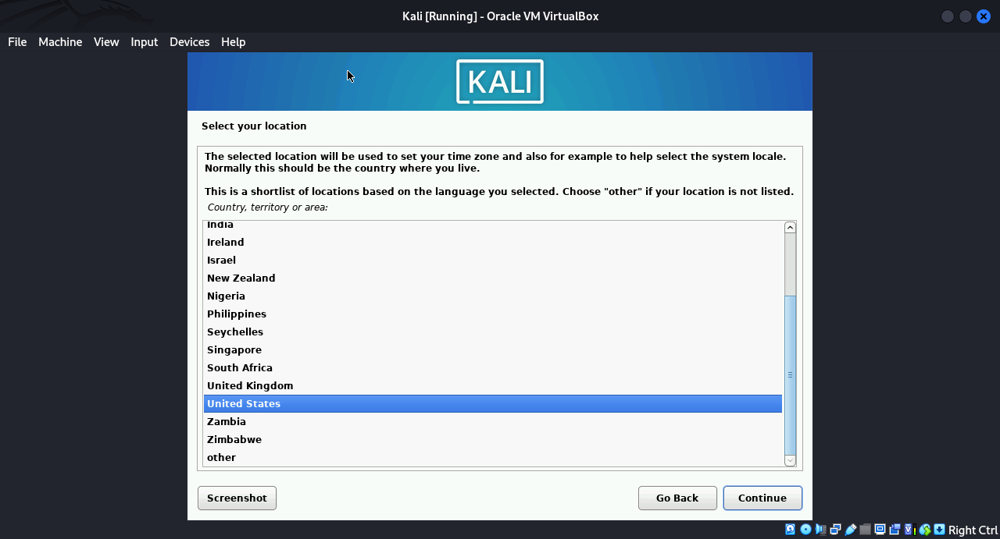 Kali [Running] - Oracle VM VirtualBox
File Machine View Input Devices Help
KALI
Select your location
The selected location will be used to set your time zone and also for example to help select the system locale.
Normally this should be the country where you live.
This is a shortlist of locations based on the language you selected. Choose "other" if your location is not listed.
Country, territory or area:
India
Ireland
Israel
New Zealand
Nigeria
Philippines
Seychelles
Singapore
South Africa
United Kingdom
United States
Zambia
Zimbabwe
other
Screenshot Go Back Continue
Right Ctrl